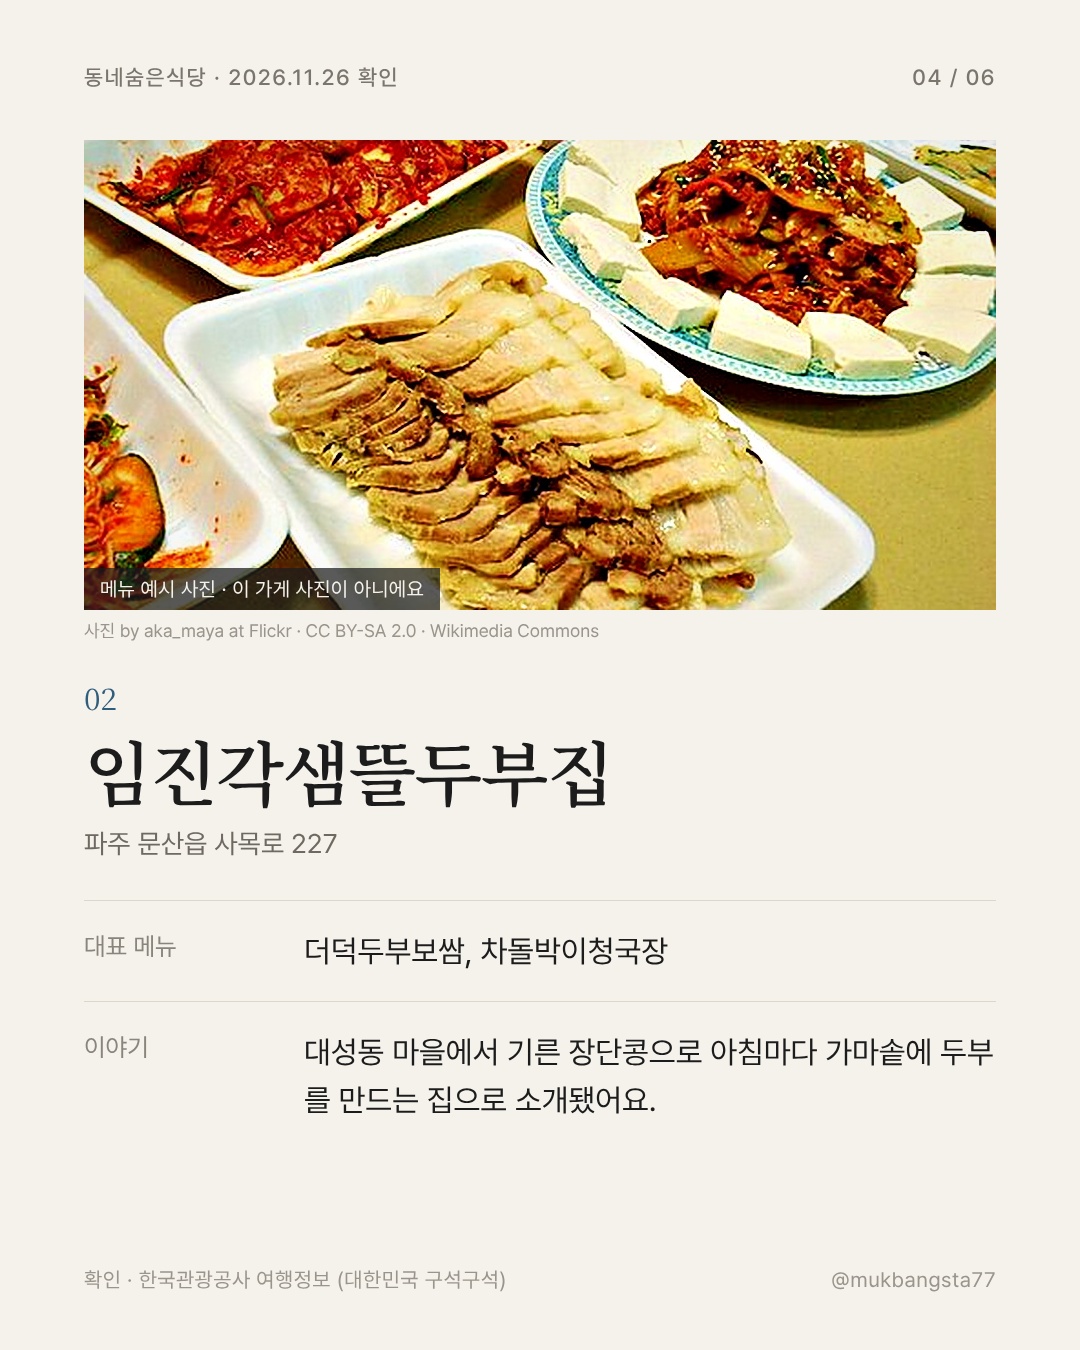 동네숨은식당 · 2026.11.26 확인
04 / 06
메뉴 예시 사진 · 이 가게 사진이 아니에요
사진 by aka_maya at Flickr · CC BY-SA 2.0 · Wikimedia Commons
02
임진각샘뜰두부집
파주 문산읍 사목로 227
대표 메뉴
더덕두부보쌈, 차돌박이청국장
이야기
대성동 마을에서 기른 장단콩으로 아침마다 가마솥에 두부
를 만드는 집으로 소개됐어요.
확인 · 한국관광공사 여행정보 (대한민국 구석구석)
@mukbangsta77